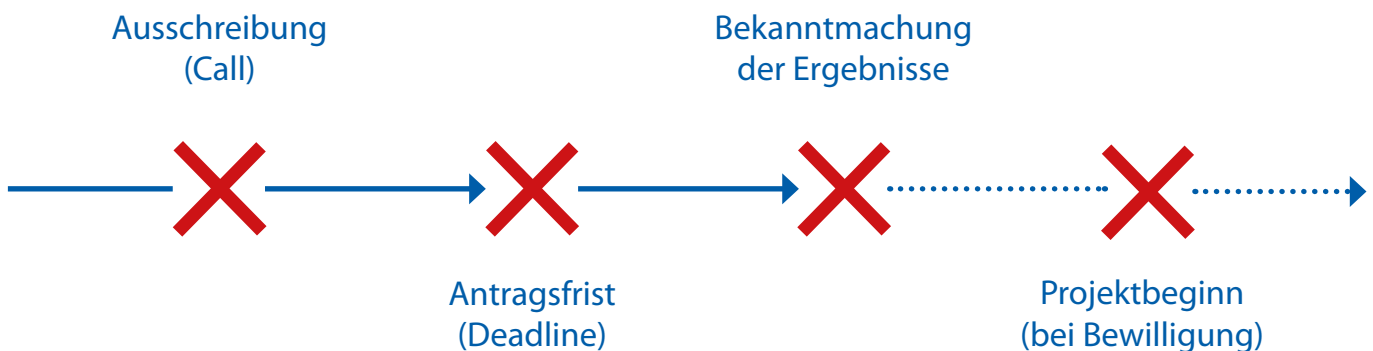 Ausschreibung
(Call)
Bekanntmachung
der Ergebnisse
Antragsfrist
(Deadline)
Projektbeginn
(bei Bewilligung)